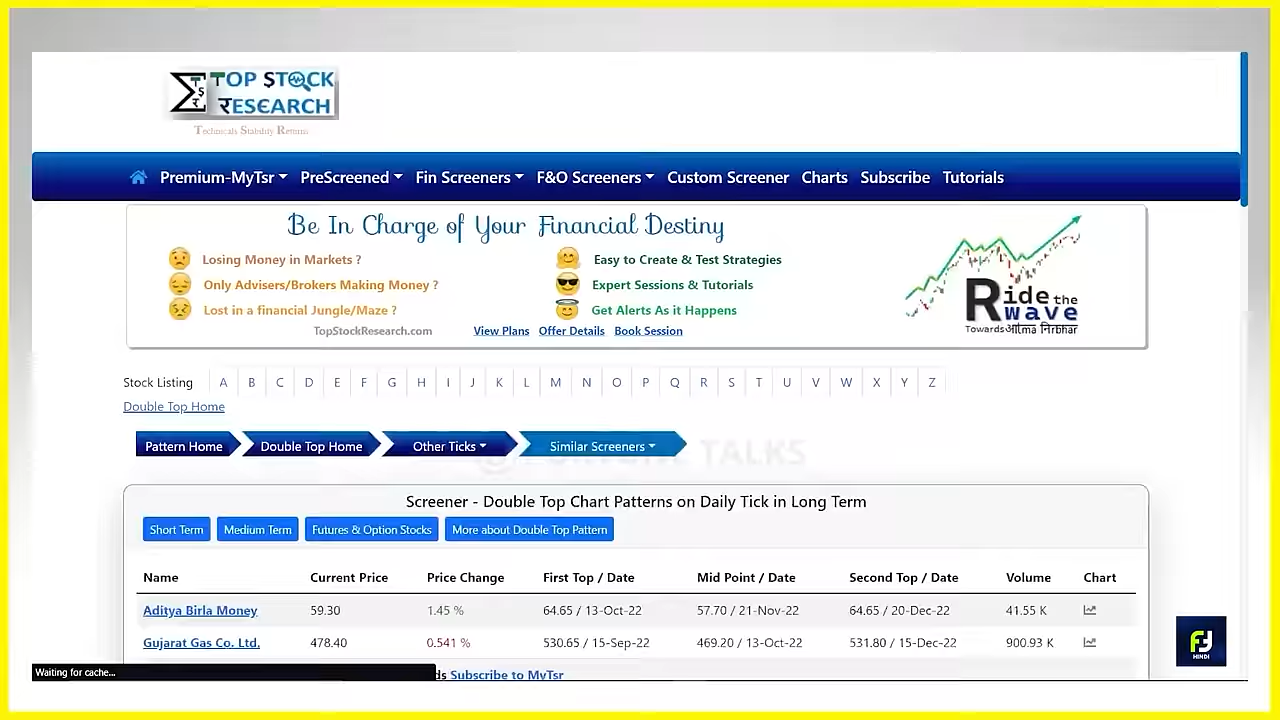 TOP STOCK
RESEARCH
Technicals Stability Returns
Premium-MyTsr PreScreened Fin Screeners F&O Screeners Custom Screener Charts Subscribe Tutorials
Be In Charge of Your Financial Destiny
Losing Money in Markets ? Easy to Create & Test Strategies
Only Advisers/Brokers Making Money ? Expert Sessions & Tutorials
Lost in a financial Jungle/Maze ? Get Alerts As it Happens
TopStockResearch.com View Plans Offer Details Book Session
Ride the
wave
Towards आत्म निरभार
Stock Listing A B C D E F G H I J K L M N O P Q R S T U V W X Y Z
Double Top Home
Pattern Home Double Top Home Other Ticks Similar Screeners
TALKS
Screener - Double Top Chart Patterns on Daily Tick in Long Term
Short Term Medium Term Futures & Option Stocks More about Double Top Pattern
Name Current Price Price Change First Top / Date Mid Point / Date Second Top / Date Volume Chart
Aditya Birla Money 59.30 1.45 % 64.65 / 13-Oct-22 57.70 / 21-Nov-22 64.65 / 20-Dec-22 41.55 K
Gujarat Gas Co. Ltd. 478.40 0.541 % 530.65 / 15-Sep-22 469.20 / 13-Oct-22 531.80 / 15-Dec-22 900.93 K
ds Subscribe to MyTsr
Waiting for cache...
HINDI